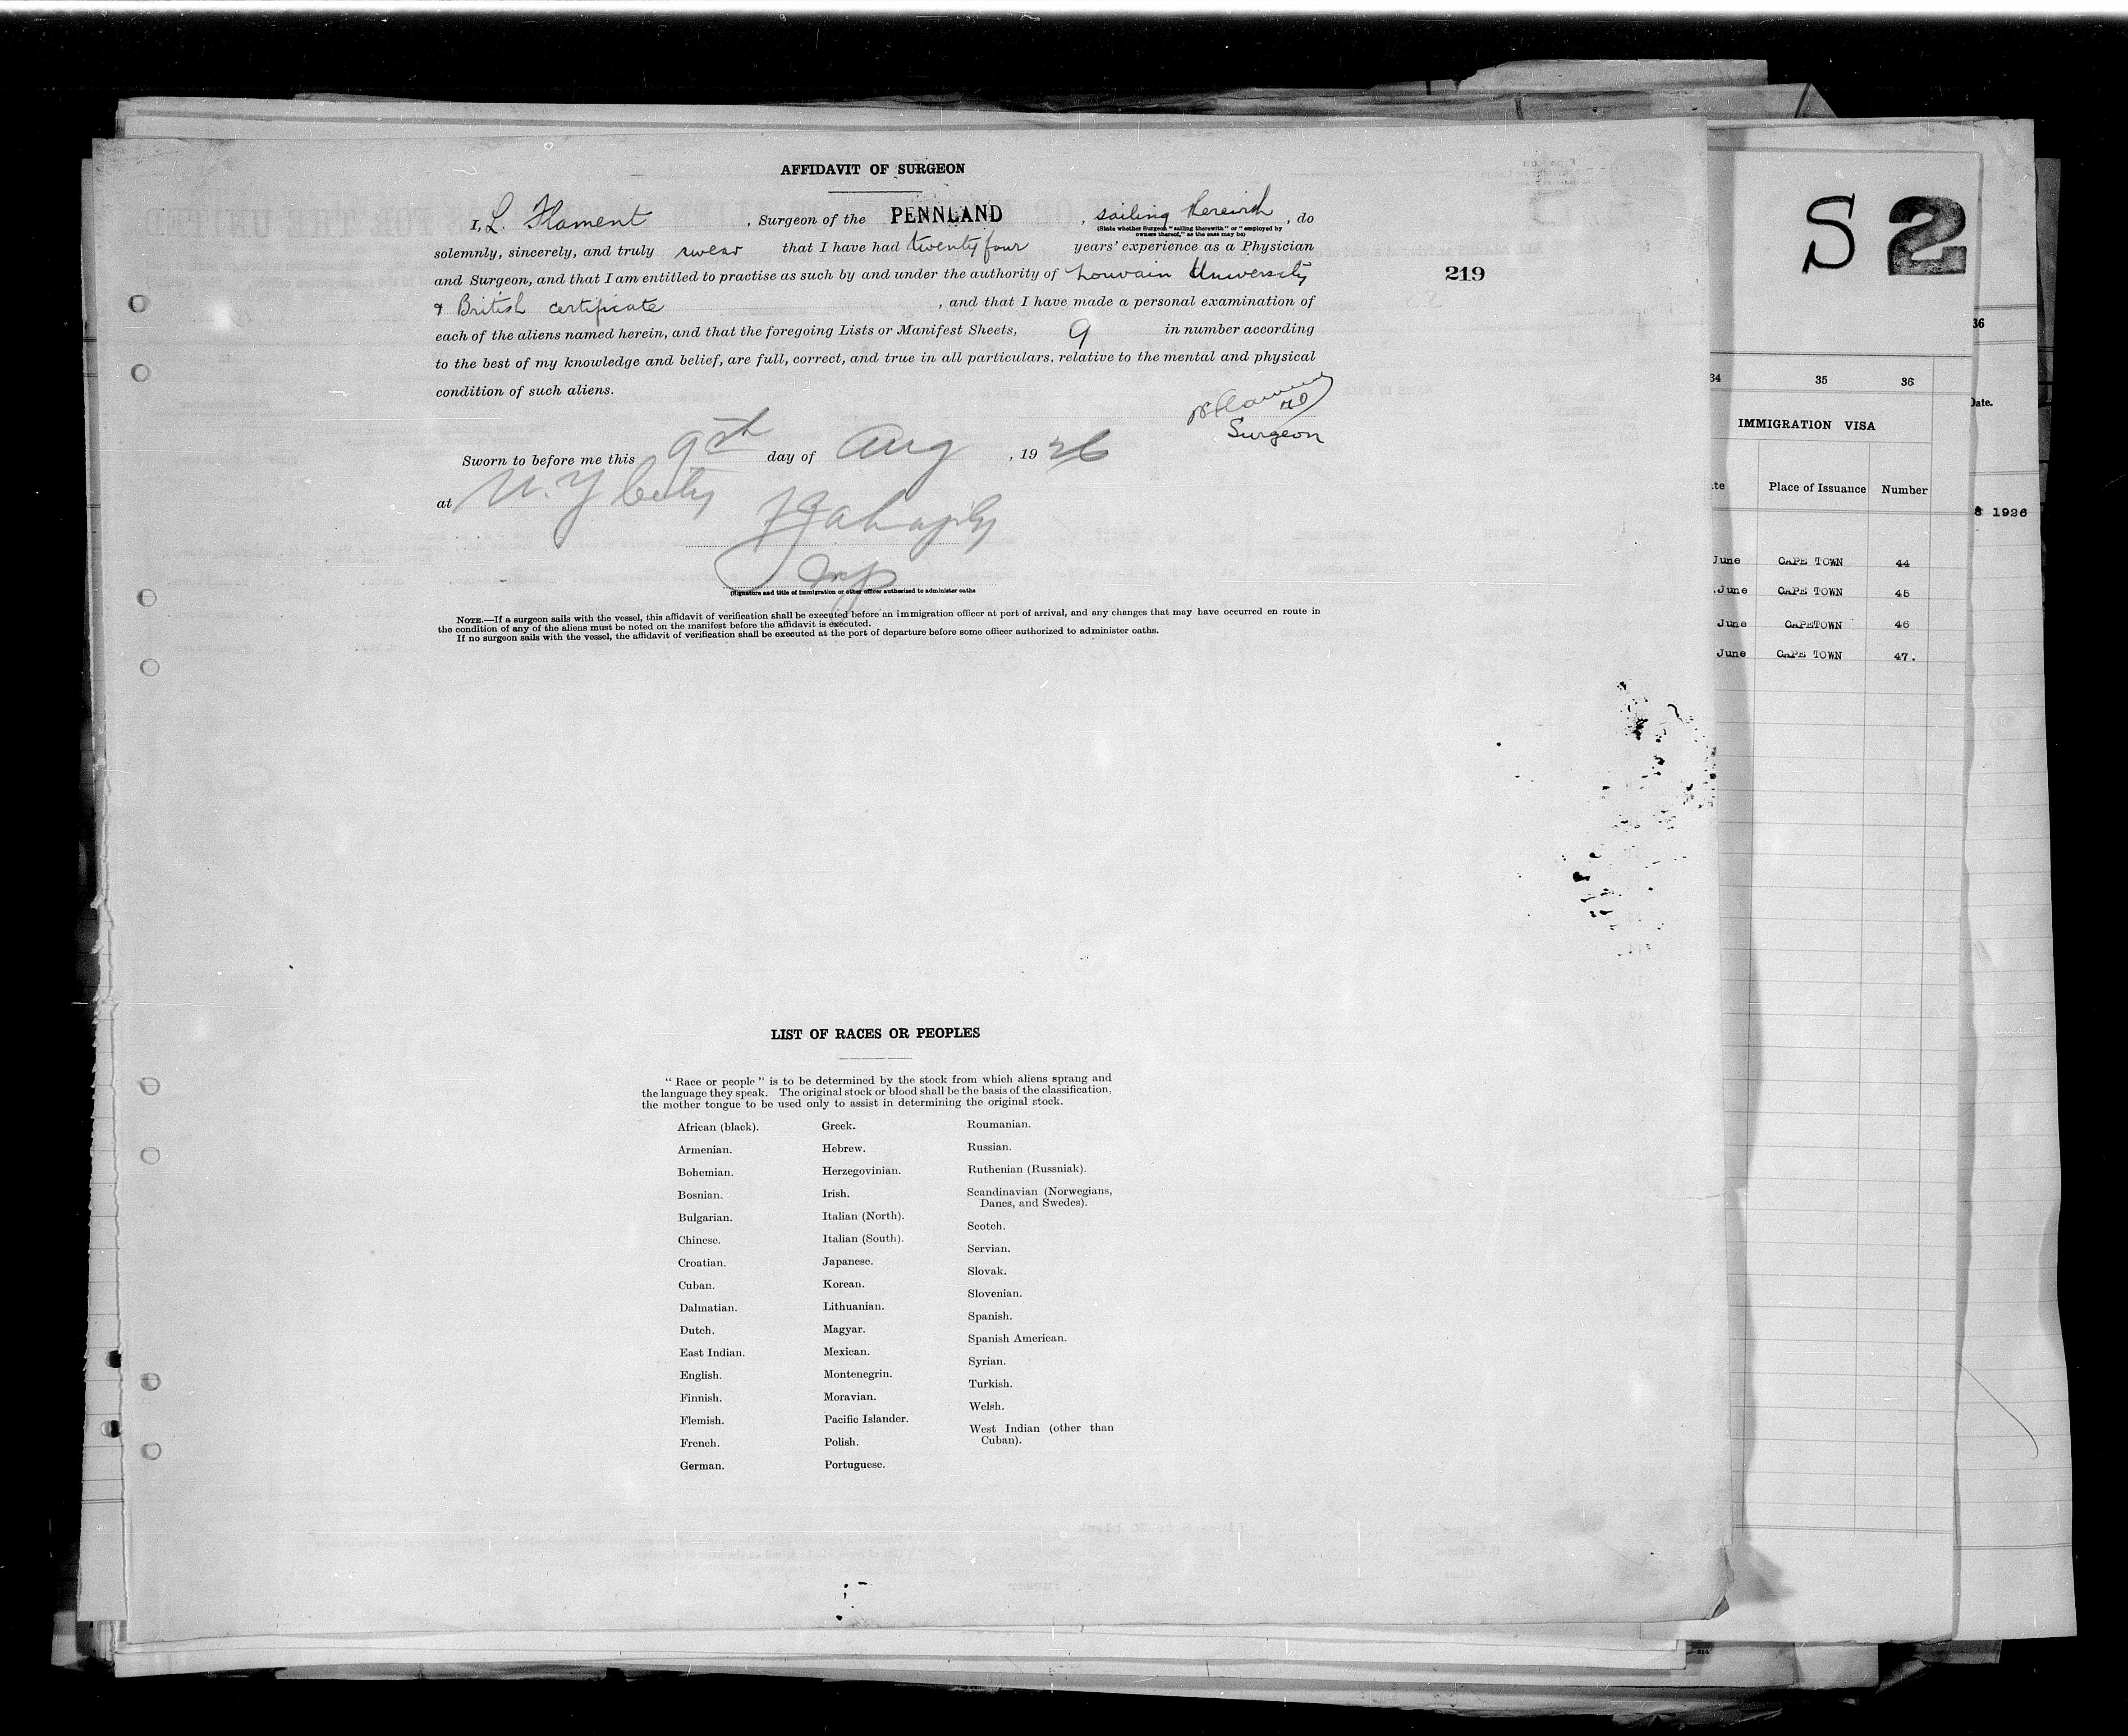 AFFIDAVIT OF SURGEON
I, L. Flament, Surgeon of the PENNLAND, sailing therewith, do
(State whether Surgeon "sailing therewith" or "employed by
owners thereof," as the case may be)
solemnly, sincerely, and truly swear that I have had twenty four years' experience as a Physician
and Surgeon, and that I am entitled to practise as such by and under the authority of Louvain University
& British certificate, and that I have made a personal examination of
each of the aliens named herein, and that the foregoing Lists or Manifest Sheets, 9 in number according
to the best of my knowledge and belief, are full, correct, and true in all particulars, relative to the mental and physical
condition of such aliens.
Surgeon
Sworn to before me this 9th day of Aug, 1926
at N.Y City
Insp
(Signature and title of immigration or other officer authorized to administer oaths
NOTE.—If a surgeon sails with the vessel, this affidavit of verification shall be executed before an immigration officer at port of arrival, and any changes that may have occurred en route in
the condition of any of the aliens must be noted on the manifest before the affidavit is executed.
If no surgeon sails with the vessel, the affidavit of verification shall be executed at the port of departure before some officer authorized to administer oaths.
219
LIST OF RACES OR PEOPLES
"Race or people" is to be determined by the stock from which aliens sprang and
the language they speak. The original stock or blood shall be the basis of the classification,
the mother tongue to be used only to assist in determining the original stock.
African (black).
Armenian.
Bohemian.
Bosnian.
Bulgarian.
Chinese.
Croatian.
Cuban.
Dalmatian.
Dutch.
East Indian.
English.
Finnish.
Flemish.
French.
German.
Greek.
Hebrew.
Herzegovinian.
Irish.
Italian (North).
Italian (South).
Japanese.
Korean.
Lithuanian.
Magyar.
Mexican.
Montenegrin.
Moravian.
Pacific Islander.
Polish.
Portuguese.
Roumanian.
Russian.
Ruthenian (Russniak).
Scandinavian (Norwegians,
Danes, and Swedes).
Scotch.
Servian.
Slovak.
Slovenian.
Spanish.
Spanish American.
Syrian.
Turkish.
Welsh.
West Indian (other than
Cuban).
S 2
34 35 36
IMMIGRATION VISA
Place of Issuance Number
June CAPE TOWN 44
June CAPE TOWN 45
June CAPETOWN 46
June CAPE TOWN 47.
36
Date.
8 1926